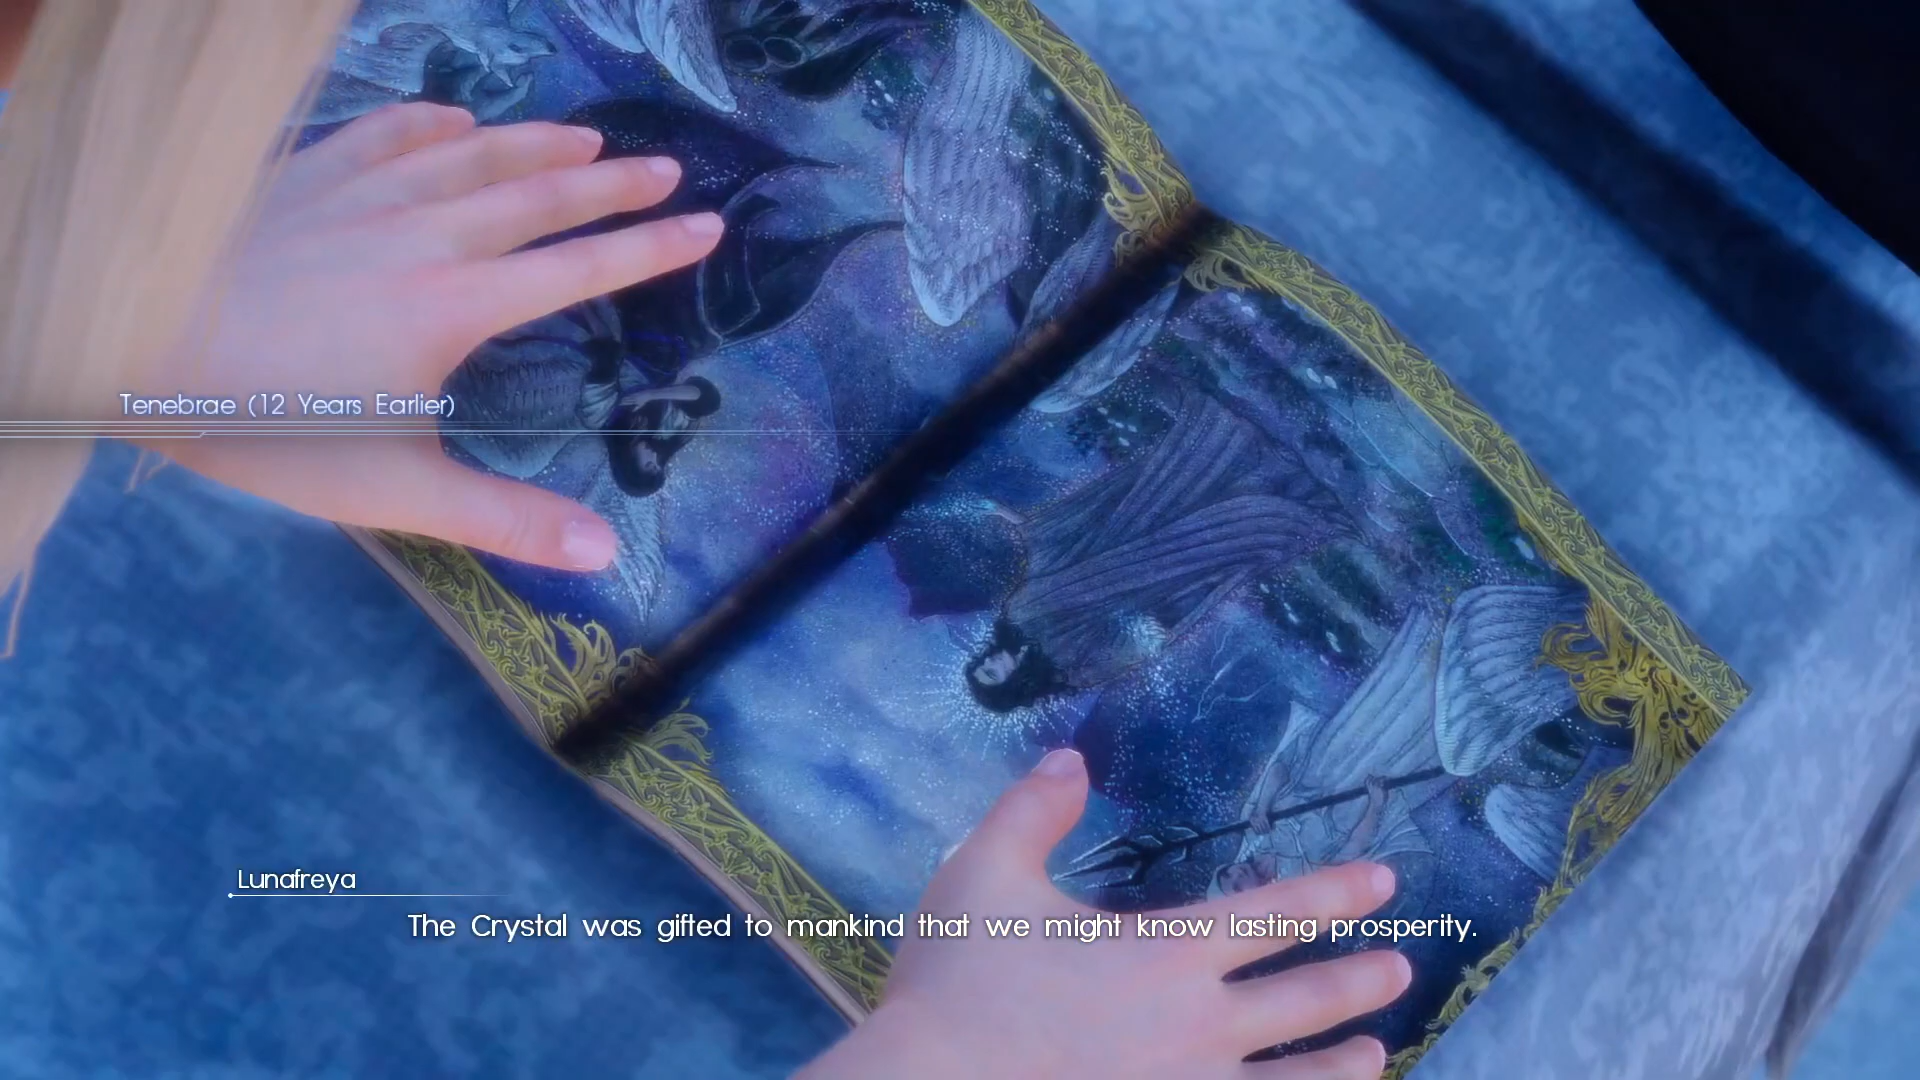 Tenebrae (12 Years Earlier)
Lunafreya
The Crystal was gifted to mankind that we might know lasting prosperity.